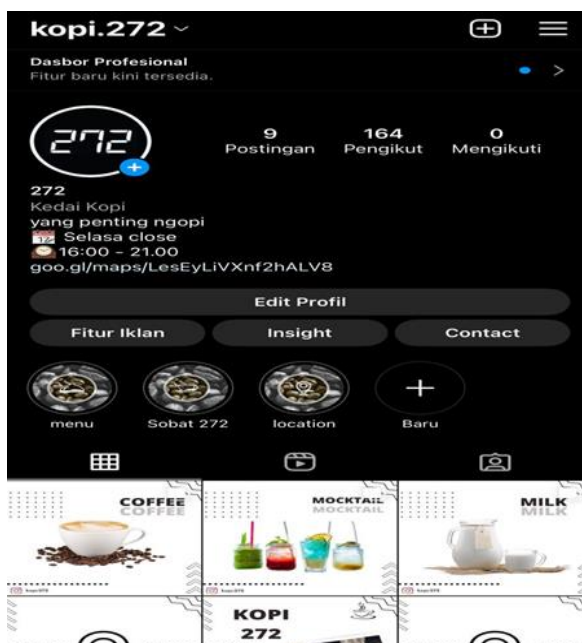 kopi.272
Dasbor Profesional
Fitur baru kini tersedia.
272
9 164 0
Postingan Pengikut Mengikuti
272
Kedai Kopi
yang penting ngopi
Selasa close
16:00 - 21.00
goo.gl/maps/LesEyLiVXnf2hALV8
Edit Profil
Fitur Iklan Insight Contact
menu Sobat 272 location Baru
COFFEE MOCKTAIL MILK
COFFEE MOCKTAIL MILK
KOPI
272